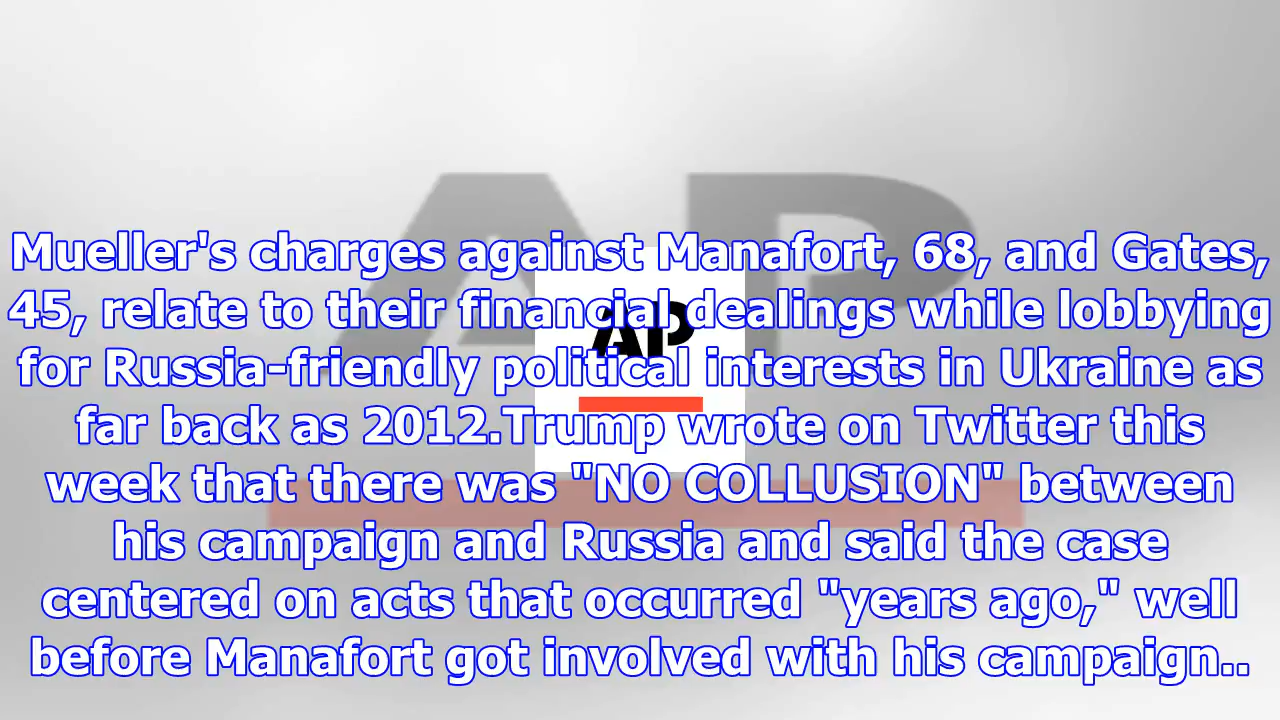 Mueller's charges against Manafort, 68, and Gates,
45, relate to their financial dealings while lobbying
for Russia-friendly political interests in Ukraine as
far back as 2012.Trump wrote on Twitter this
week that there was "NO COLLUSION" between
his campaign and Russia and said the case
centered on acts that occurred "years ago," well
before Manafort got involved with his campaign..
AP
AP